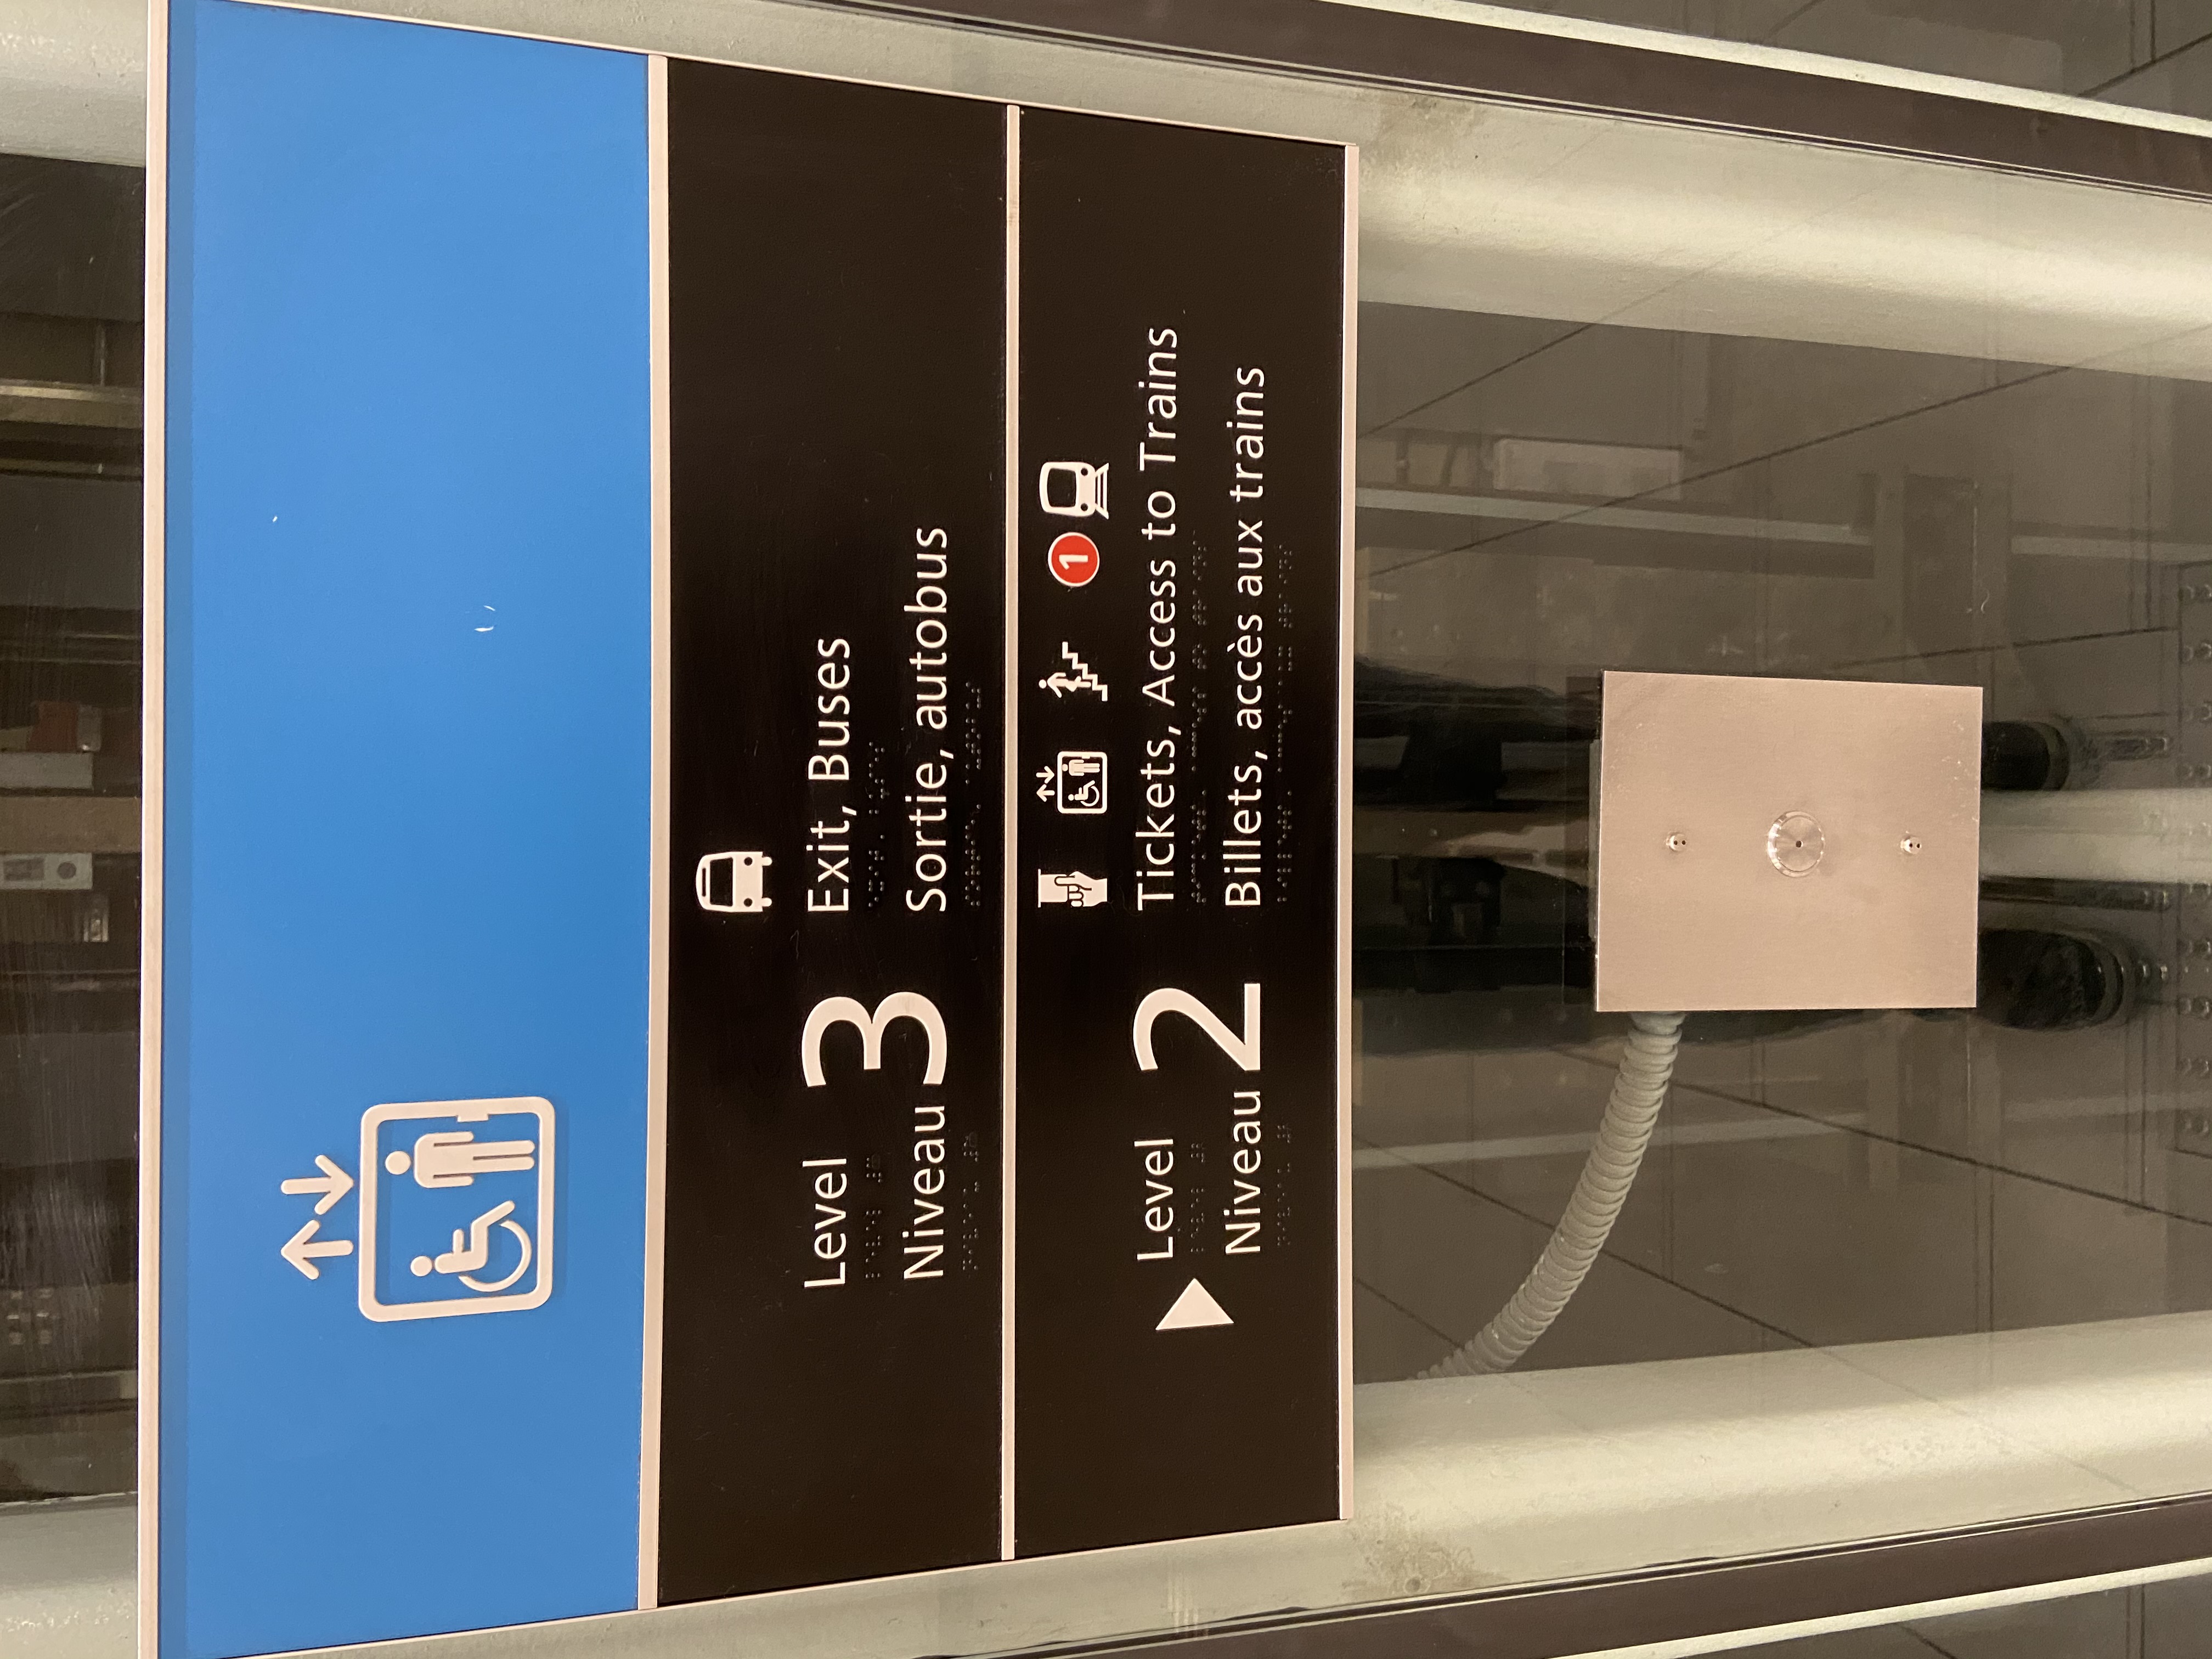 Level 3 Exit, Buses
Niveau Sortie, autobus
1
Level 2 Tickets, Access to Trains
Niveau Billets, accès aux trains